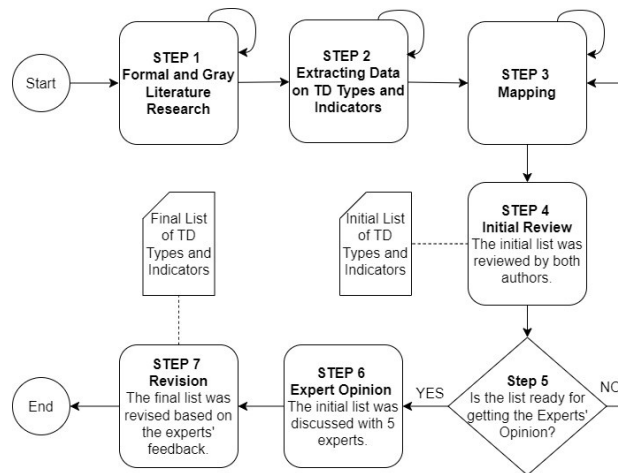 Start
STEP 1
Formal and Gray
Literature
Research
STEP 2
Extracting Data
on TD Types and
Indicators
STEP 3
Mapping
Final List
of TD
Types and
Indicators
Initial List
of TD
Types and
Indicators
STEP 4
Initial Review
The initial list was
reviewed by both
authors.
End
STEP 7
Revision
The final list was
revised based on
the experts'
feedback.
STEP 6
Expert Opinion
The initial list was
discussed with 5
experts.
YES
Step 5
Is the list ready for
getting the Experts'
Opinion?
NO